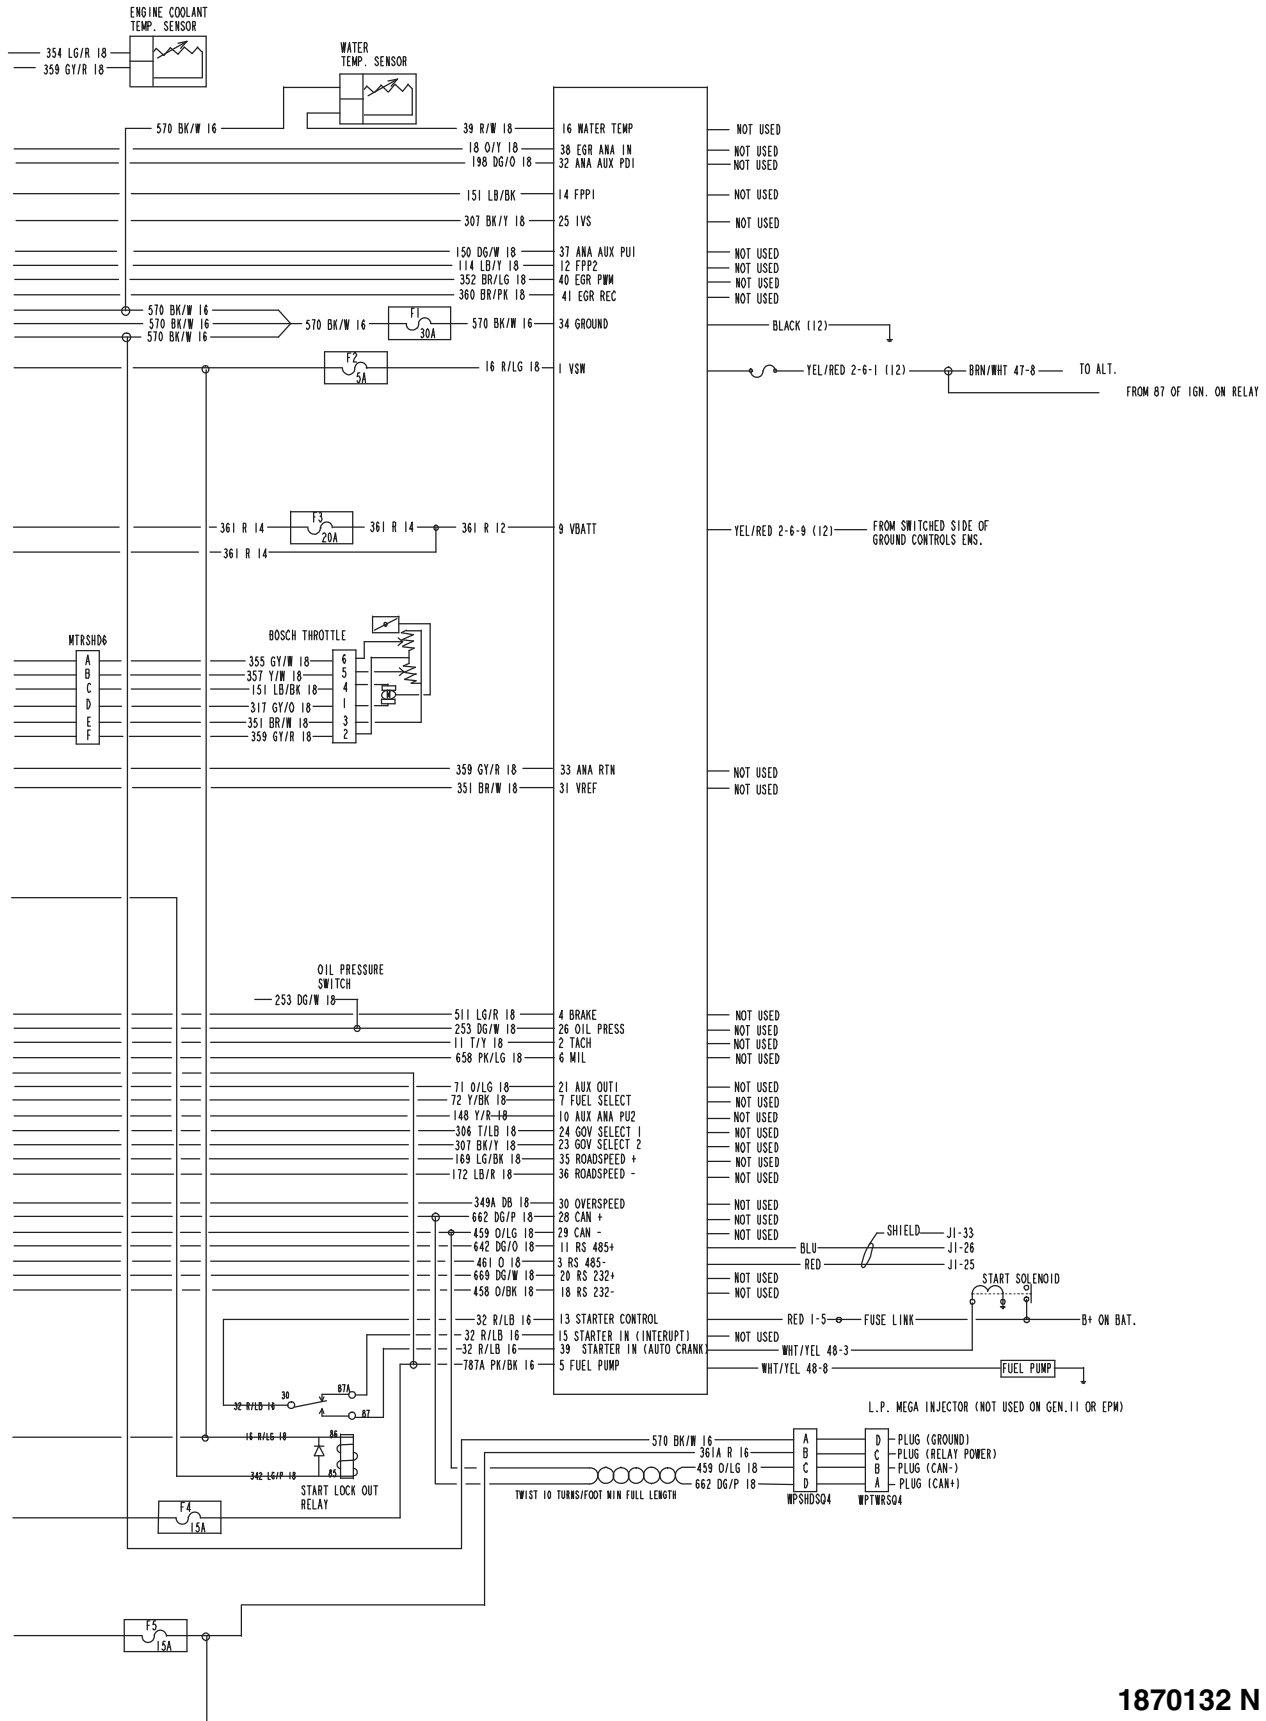 ENGINE COOLANT
TEMP. SENSOR
354 LG/R 18
359 GY/R 18
WATER
TEMP. SENSOR
570 BK/W 16
39 R/W 18
16 WATER TEMP
NOT USED
18 O/Y 18
38 EGR ANA IN
NOT USED
198 DG/O 18
32 ANA AUX PD1
NOT USED
151 LB/BK
14 FPP1
NOT USED
307 BK/Y 18
25 IVS
NOT USED
150 DG/W 18
37 ANA AUX PU1
NOT USED
114 LB/Y 18
12 FPP2
NOT USED
352 BR/LG 18
40 EGR PWM
NOT USED
360 BR/PK 18
41 EGR REC
NOT USED
570 BK/W 16
570 BK/W 16
570 BK/W 16
570 BK/W 16
F1
30A
570 BK/W 16
34 GROUND
BLACK (12)
F2
5A
16 R/LG 18
1 VSW
YEL/RED 2-6-1 (12)
BRN/WHT 47-8
TO ALT.
FROM 87 OF IGN. ON RELAY
361 R 14
F3
20A
361 R 14
361 R 12
9 VBATT
YEL/RED 2-6-9 (12)
FROM SWITCHED SIDE OF
GROUND CONTROLS EMS.
361 R 14
MTRSHD6
BOSCH THROTTLE
A
355 GY/W 18
6
B
357 Y/W 18
5
C
151 LB/BK 18
4
D
317 GY/O 18
1
E
351 BR/W 18
3
F
359 GY/R 18
2
M
359 GY/R 18
33 ANA RTN
NOT USED
351 BR/W 18
31 VREF
NOT USED
OIL PRESSURE
SWITCH
253 DG/W 18
511 LG/R 18
4 BRAKE
NOT USED
253 DG/W 18
26 OIL PRESS
NOT USED
11 T/Y 18
2 TACH
NOT USED
658 PK/LG 18
6 MIL
NOT USED
71 O/LG 18
21 AUX OUT1
NOT USED
72 Y/BK 18
7 FUEL SELECT
NOT USED
148 Y/R 18
10 AUX ANA PU2
NOT USED
306 T/LB 18
24 GOV SELECT 1
NOT USED
307 BK/Y 18
23 GOV SELECT 2
NOT USED
169 LG/BK 18
35 ROADSPEED +
NOT USED
172 LB/R 18
36 ROADSPEED -
NOT USED
349A DB 18
30 OVERSPEED
NOT USED
662 DG/P 18
28 CAN +
NOT USED
459 O/LG 18
29 CAN -
NOT USED
SHIELD
J1-33
642 DG/O 18
11 RS 485+
BLU
J1-26
461 O 18
3 RS 485-
RED
J1-25
669 DG/W 18
20 RS 232+
NOT USED
458 O/BK 18
18 RS 232-
NOT USED
START SOLENOID
32 R/LB 16
13 STARTER CONTROL
RED 1-5
FUSE LINK
B+ ON BAT.
32 R/LB 16
15 STARTER IN (INTERUPT)
NOT USED
32 R/LB 16
39 STARTER IN (AUTO CRANK)
WHT/YEL 48-3
787A PK/BK 16
5 FUEL PUMP
WHT/YEL 48-8
FUEL PUMP
32 R/LB 16
30
87A
87
L.P. MEGA INJECTOR (NOT USED ON GEN.II OR EPM)
16 R/LG 18
86
342 LG/P 18
85
START LOCK OUT
RELAY
570 BK/W 16
A
D
PLUG (GROUND)
361A R 16
B
C
PLUG (RELAY POWER)
459 O/LG 18
C
B
PLUG (CAN-)
662 DG/P 18
D
A
PLUG (CAN+)
TWIST 10 TURNS/FOOT MIN FULL LENGTH
WPSHDSQ4
WPTWRSQ4
F4
15A
F5
15A
1870132 N